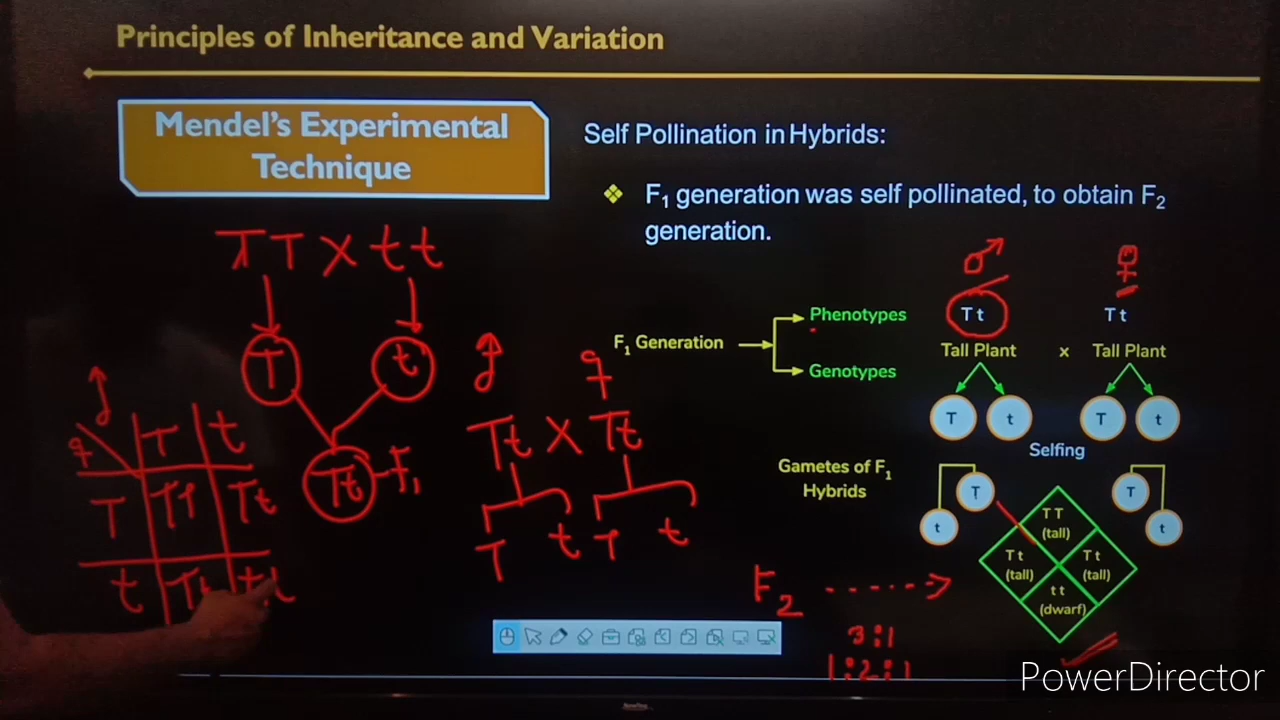 Principles of Inheritance and Variation
Mendel's Experimental
Technique
Self Pollination in Hybrids:
❖ F₁ generation was self pollinated, to obtain F₂
generation.
TT X tt
T t
Tt - F₁
♂ ♀
Tt X Tt
T t T t
♂
♀ T t
T TT Tt
t Tt tt
F₁ Generation
Phenotypes
Genotypes
♂ ♀
Tt Tt
Tall Plant x Tall Plant
T t T t
Selfing
Gametes of F₁
Hybrids
T t T t
TT
(tall)
Tt Tt
(tall) (tall)
tt
(dwarf)
F₂
3:1
1:2:1
PowerDirector